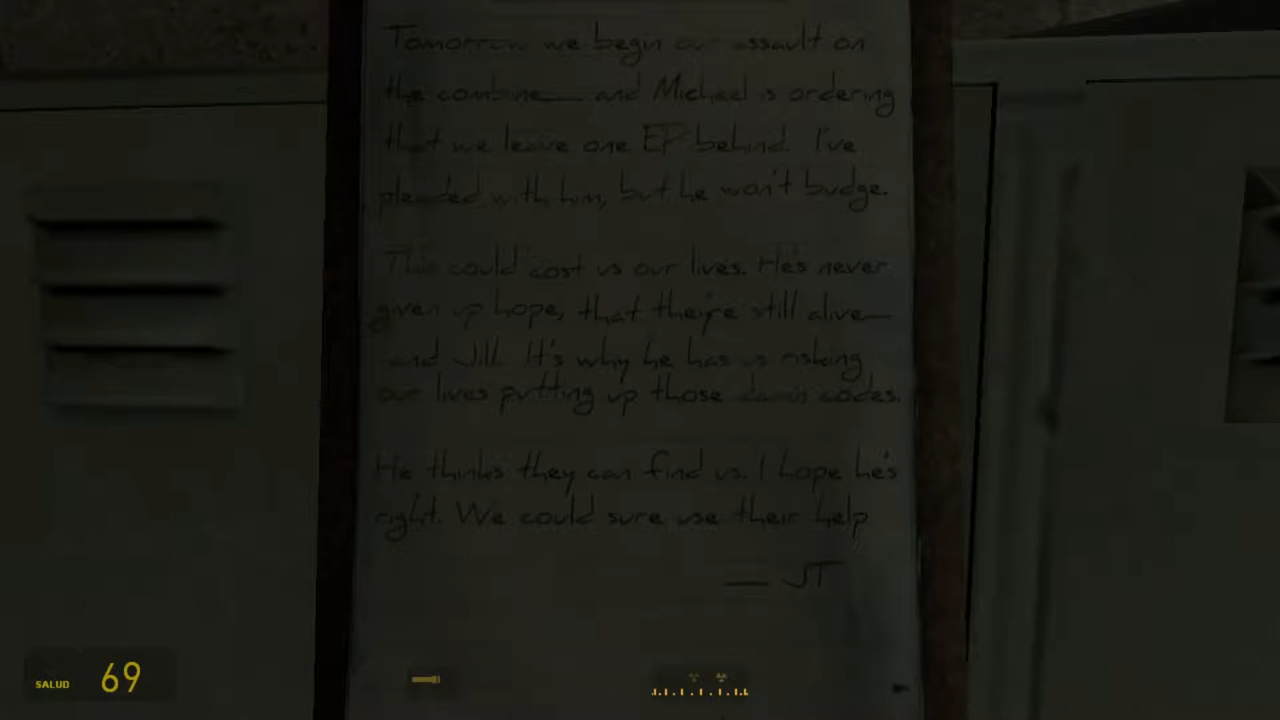 Tomorrow we begin our assault on
the combine— and Michael is ordering
that we leave one EP behind. I've
pleaded with him, but he won't budge.
This could cost us our lives. He's never
given up hope, that they're still alive—
and Jill. It's why he has us risking
our lives putting up those damn codes.
He thinks they can find us. I hope he's
right. We could sure use their help
— JT
SALUD 69